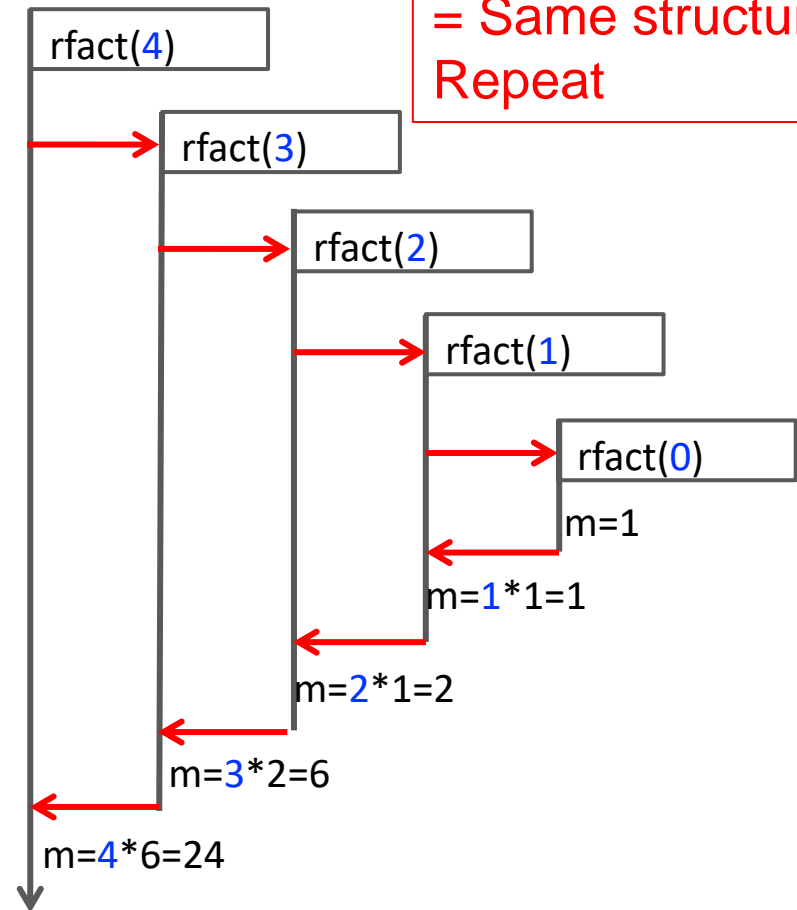 rfact(4)
= Same structur
Repeat
rfact(3)
rfact(2)
rfact(1)
rfact(0)
m=1
m=1*1=1
m=2*1=2
m=3*2=6
m=4*6=24